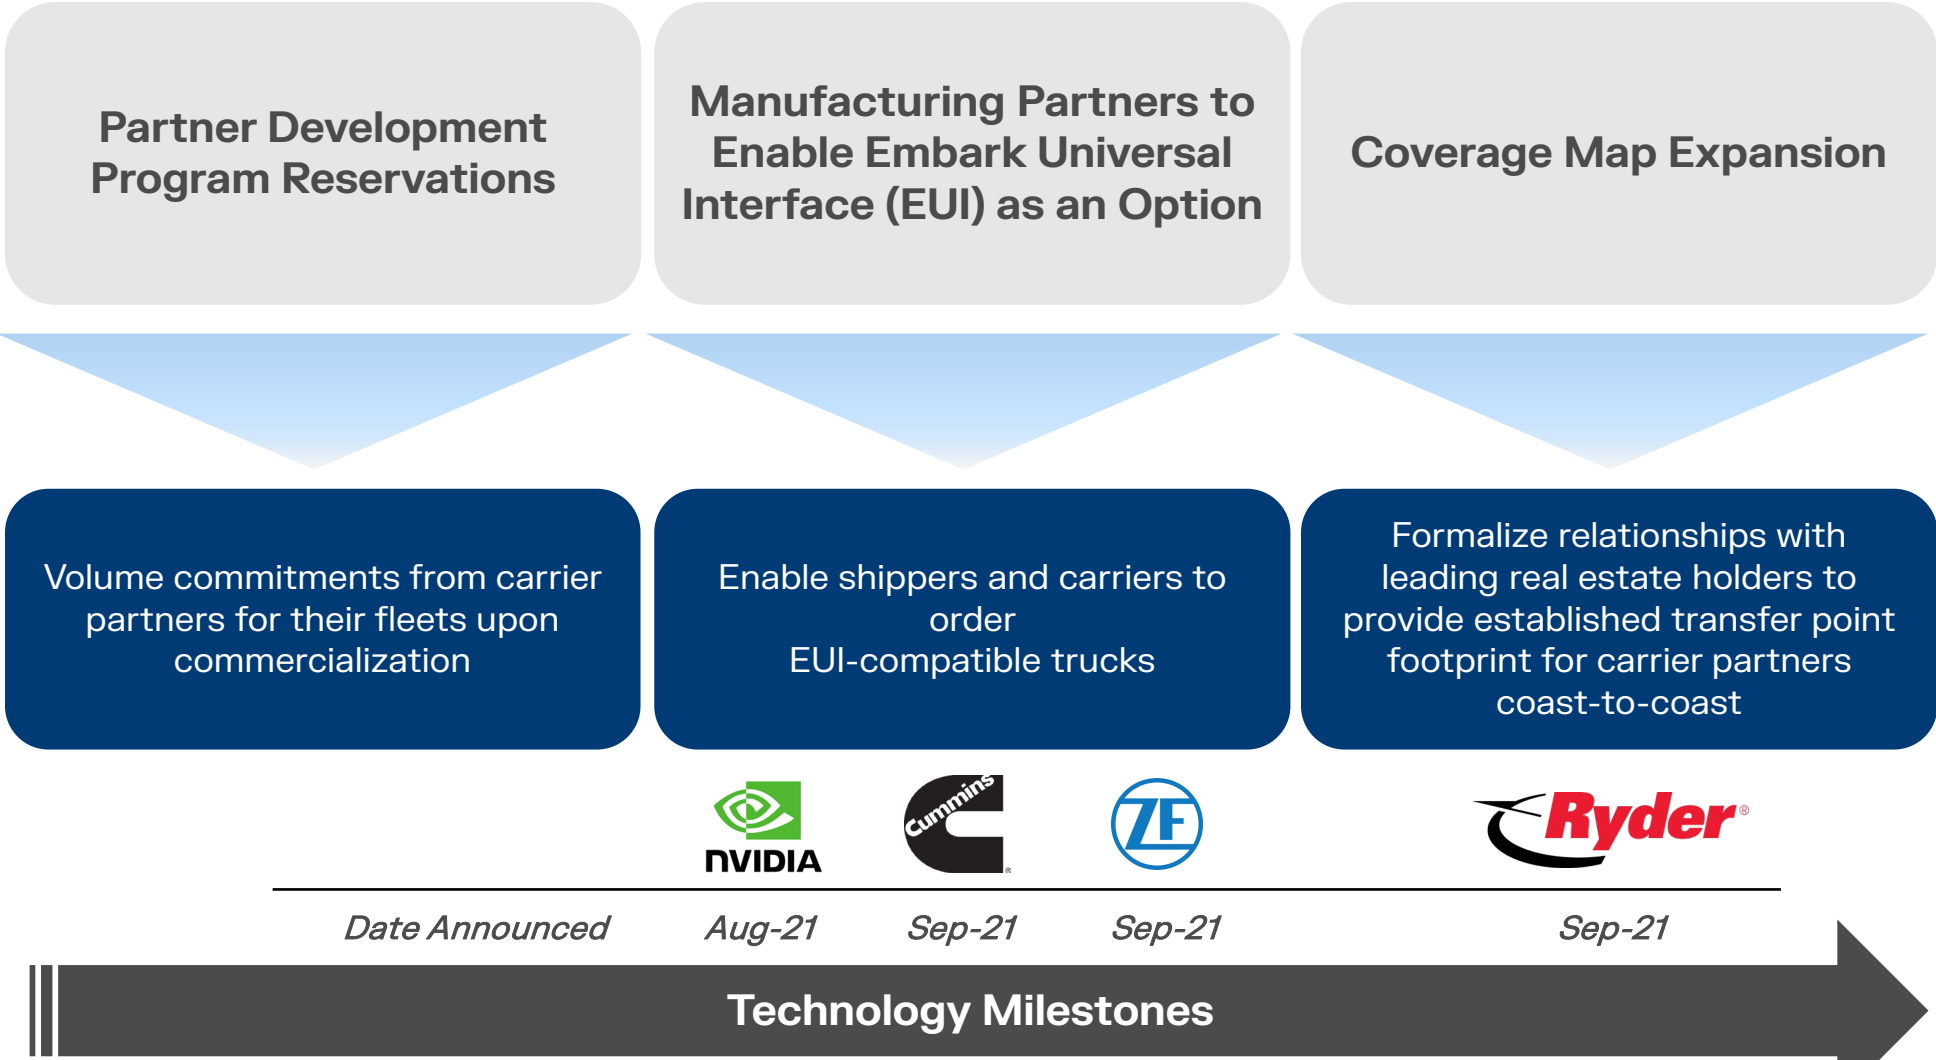 Partner Development
Program Reservations
Manufacturing Partners to
Enable Embark Universal
Interface (EUI) as an Option
Coverage Map Expansion
Volume commitments from carrier
partners for their fleets upon
commercialization
Enable shippers and carriers to
order
EUI-compatible trucks
Formalize relationships with
leading real estate holders to
provide established transfer point
footprint for carrier partners
coast-to-coast
NVIDIA
Cummins
®
ZF
Ryder®
Date Announced
Aug-21
Sep-21
Sep-21
Sep-21
Technology Milestones